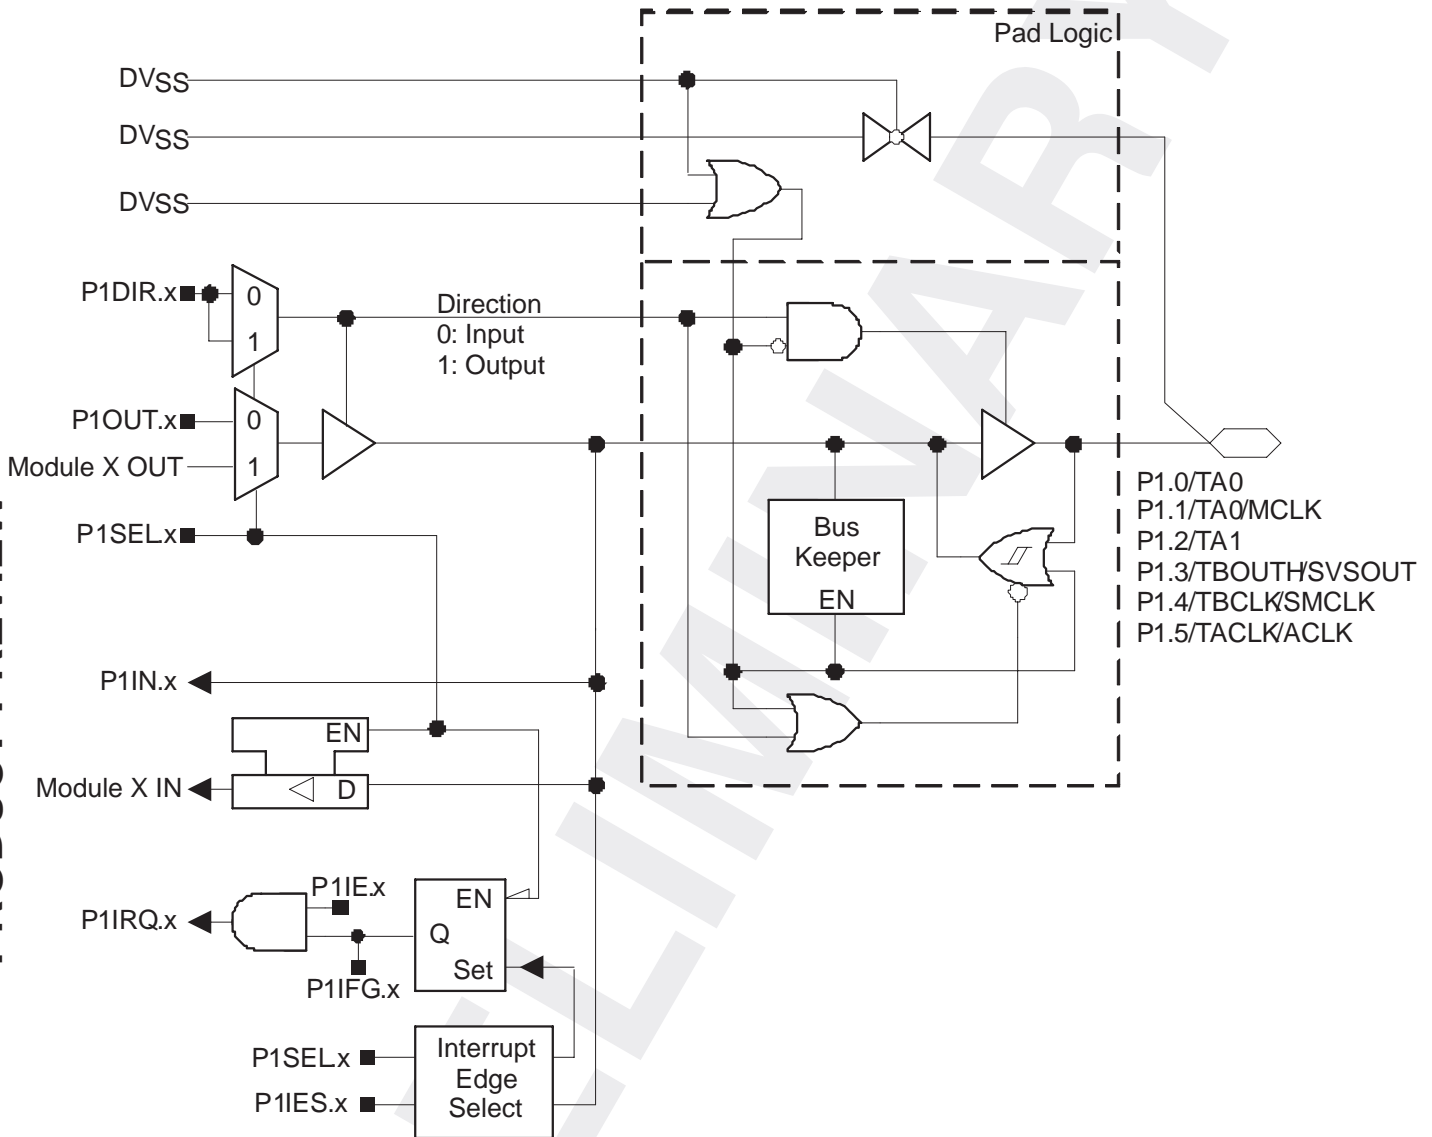 Pad Logic
DVSS
DVSS
DVSS
P1DIR.x
0
1
Direction
0: Input
1: Output
P1OUT.x
0
Module X OUT
1
P1SEL.x
Bus
Keeper
EN
P1.0/TA0
P1.1/TA0/MCLK
P1.2/TA1
P1.3/TBOUTH/SVSOUT
P1.4/TBCLK/SMCLK
P1.5/TACLK/ACLK
P1IN.x
EN
Module X IN
D
P1IE.x
P1IRQ.x
EN
Q
Set
P1IFG.x
P1SEL.x
P1IES.x
Interrupt
Edge
Select